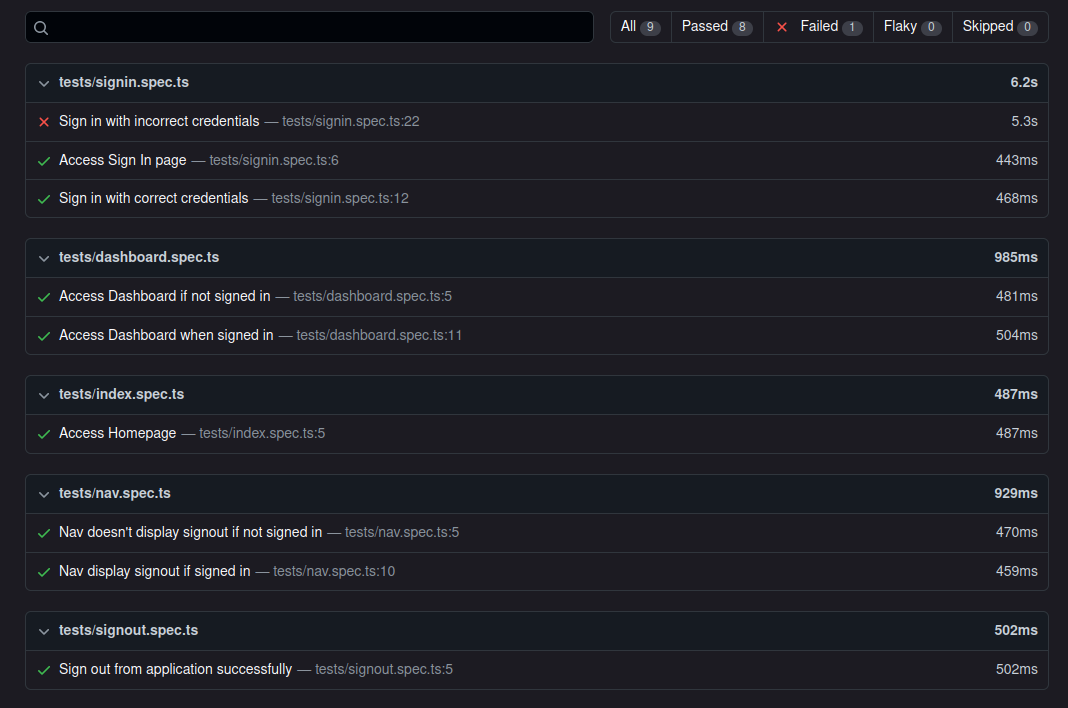 All 9 Passed 8 Failed 1 Flaky 0 Skipped 0
tests/signin.spec.ts 6.2s
Sign in with incorrect credentials — tests/signin.spec.ts:22 5.3s
Access Sign In page — tests/signin.spec.ts:6 443ms
Sign in with correct credentials — tests/signin.spec.ts:12 468ms
tests/dashboard.spec.ts 985ms
Access Dashboard if not signed in — tests/dashboard.spec.ts:5 481ms
Access Dashboard when signed in — tests/dashboard.spec.ts:11 504ms
tests/index.spec.ts 487ms
Access Homepage — tests/index.spec.ts:5 487ms
tests/nav.spec.ts 929ms
Nav doesn't display signout if not signed in — tests/nav.spec.ts:5 470ms
Nav display signout if signed in — tests/nav.spec.ts:10 459ms
tests/signout.spec.ts 502ms
Sign out from application successfully — tests/signout.spec.ts:5 502ms